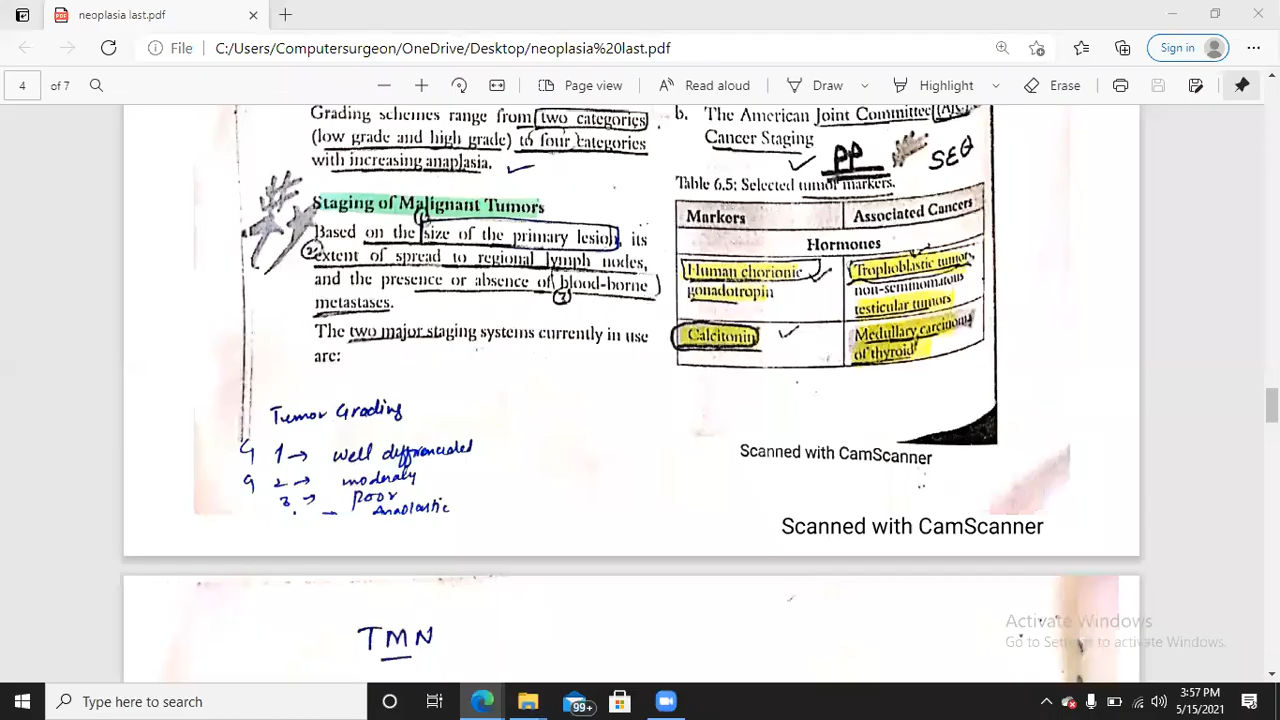 neoplasia last.pdf
File
C:/Users/Computersurgeon/OneDrive/Desktop/neoplasia%20last.pdf
Sign in
4 of 7
Page view
Read aloud
Draw
Highlight
Erase
Grading schemes range from two categories
(low grade and high grade) to four categories
with increasing anaplasia.
Staging of Malignant Tumors
Based on the size of the primary lesion, its
extent of spread to regional lymph nodes,
and the presence or absence of blood-borne
metastases.
The two major staging systems currently in use
are:
Tumor Grading
G 1 → well diffrenciated
G 2 → moderaly
3 → poor
→ Anaplastic
b. The American Joint Committee (AJC)
Cancer Staging
PP
SEQ
Table 6.5: Selected tumor markers.
Markers
Associated Cancers
Hormones
Human chorionic
gonadotropin
Trophoblastic tumor,
non-seminomatous
testicular tumors
Calcitonin
Medullary carcinoma
of thyroid
Scanned with CamScanner
Scanned with CamScanner
TMN
Activate Windows
Go to Settings to activate Windows.
Type here to search
99+
3:57 PM
5/15/2021